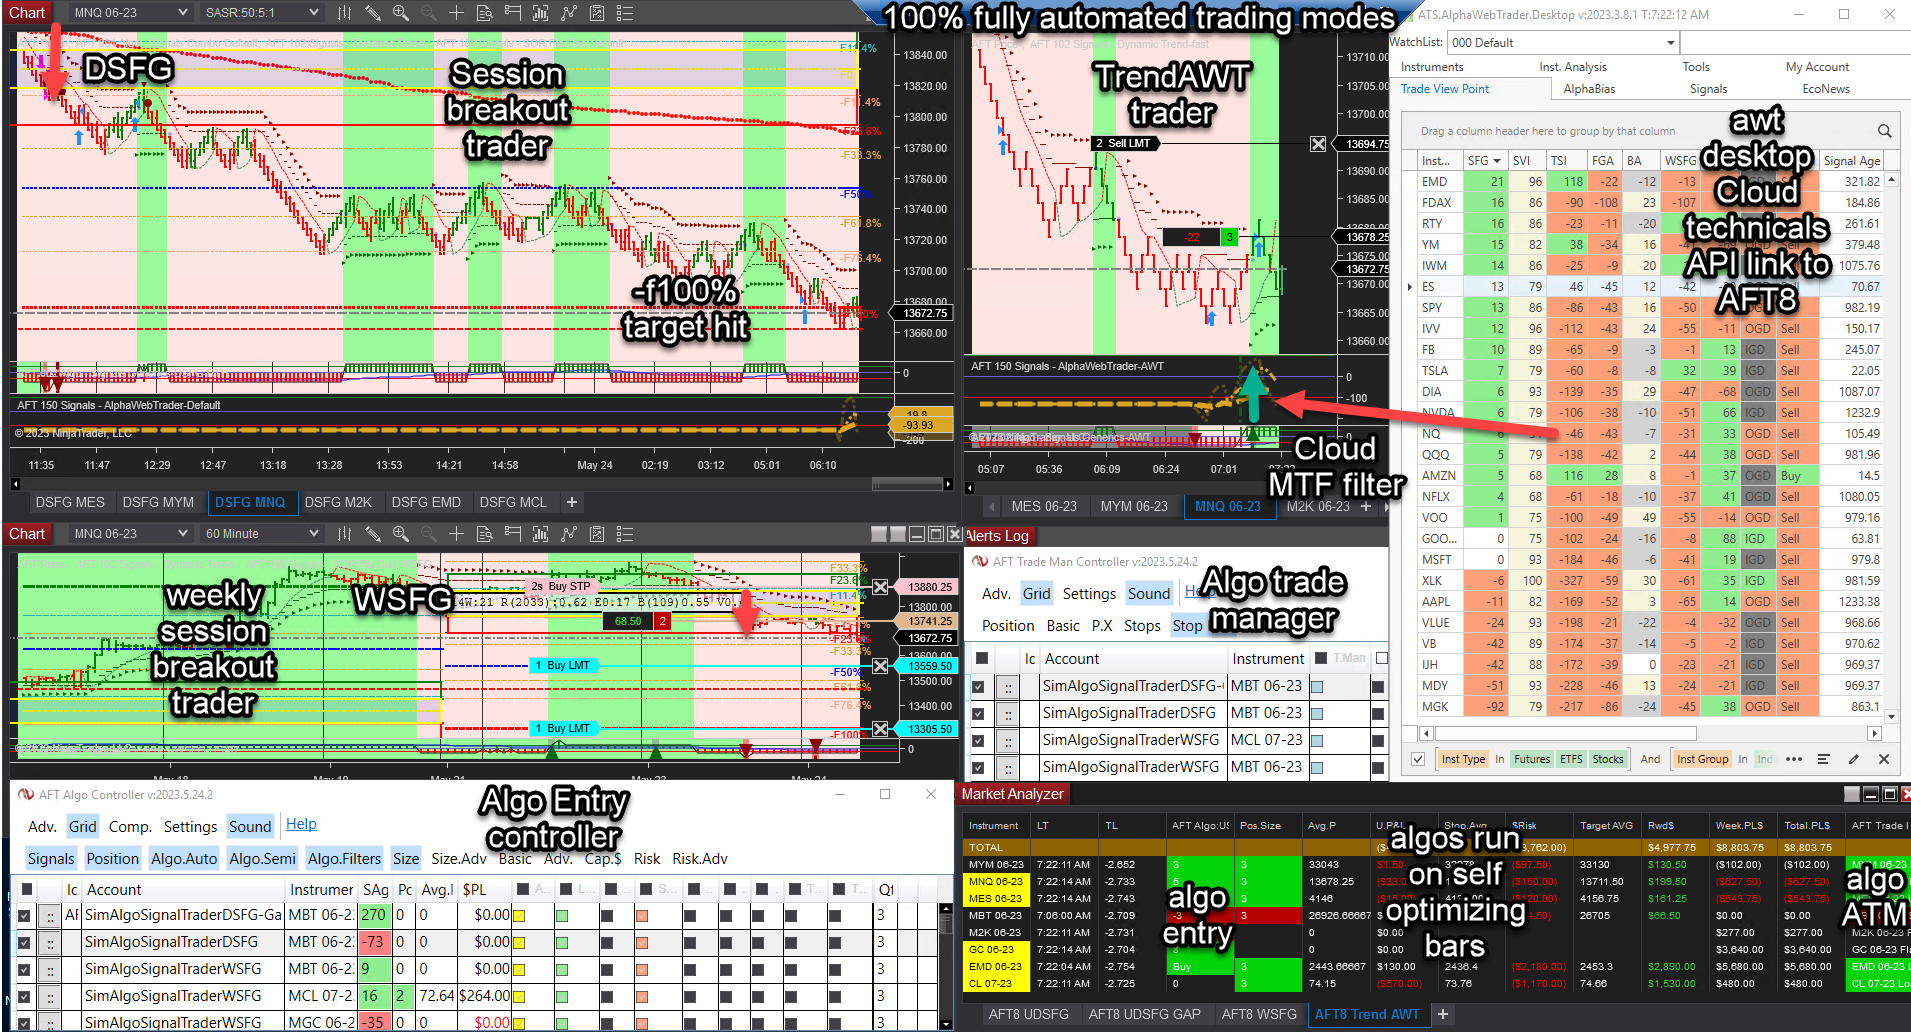 Chart
MNQ 06-23
SASR:50:5:1
100% fully automated trading modes
DSFG
Session
breakout
trader
-f100%
target hit
13840.00
13820.00
13800.00
13780.00
13760.00
13740.00
13720.00
13700.00
13680.00
13672.75
13660.00
-F33.3%
-F50%
-F61.8%
-F76.4%
0
AFT 150 Signals - AlphaWebTrader-Default
© 2023 NinjaTrader, LLC
-93.93
11:35 11:47 12:29 12:47 13:18 13:28 13:53 14:21 14:58 May 24 02:19 03:12 05:01 06:10
DSFG MES DSFG MYM DSFG MNQ DSFG M2K DSFG EMD DSFG MCL +
TrendAWT
trader
2 Sell LMT
-22 3
13710.00
13705.00
13700.00
13694.75
13690.00
13685.00
13678.25
13675.00
13672.75
13670.00
13665.00
13660.00
AFT 150 Signals - AlphaWebTrader-AWT
0
-100
Cloud
MTF filter
05:07 05:36 06:09 06:24 07:01
MES 06-23 MYM 06-23 MNQ 06-23 M2K 06-23 +
ATS.AlphaWebTrader.Desktop v:2023.3.8.1 T:7:22:12 AM
WatchList: 000 Default
Instruments Inst. Analysis Tools My Account
Trade View Point AlphaBias Signals EcoNews
Drag a column header here to group by that column
awt
desktop
Cloud
technicals
API link to
AFT8
Inst... SFG SVI TSI FGA BA WSFG Signal Age
EMD 21 96 118 -22 -12 -13 321.82
FDAX 16 86 -90 -108 23 -107 184.86
RTY 16 86 -23 -11 -20 261.61
YM 15 82 38 -34 16 379.48
IWM 14 86 -25 -9 20 1075.76
ES 13 79 46 -45 12 -42 70.67
SPY 13 86 -86 -43 16 -50 982.19
IVV 12 96 -112 -43 24 -55 -11 OGD Sell 150.17
FB 10 89 -65 -9 -3 -1 13 IGD Sell 245.07
TSLA 7 79 -60 -8 -8 32 39 IGD Sell 22.05
DIA 6 93 -139 -35 29 -47 -68 OGD Sell 1087.07
NVDA 6 79 -106 -38 -10 -51 66 IGD Sell 1232.9
NQ 6 -46 -43 -7 -31 33 OGD Sell 105.49
QQQ 5 79 -138 -42 2 -44 38 OGD Sell 981.96
AMZN 5 68 116 28 8 -1 37 OGD Buy 14.5
NFLX 4 68 -61 -18 -10 -37 41 OGD Sell 1080.05
VOO 1 75 -100 -49 49 -55 -14 OGD Sell 979.16
GOO... 0 75 -102 -24 -16 -8 88 IGD Sell 63.81
MSFT 0 93 -184 -46 -6 -41 19 IGD Sell 979.8
XLK -6 100 -327 -59 30 -61 35 IGD Sell 981.59
AAPL -11 82 -169 -52 3 -65 14 OGD Sell 1233.38
VLUE -24 93 -198 -21 -22 -4 -32 OGD Sell 968.66
VB -42 89 -174 -37 -14 -5 -2 IGD Sell 970.62
IJH -42 88 -172 -39 0 -23 -21 IGD Sell 969.37
MDY -51 93 -228 -46 13 -24 -21 IGD Sell 969.37
MGK -92 79 -217 -86 -24 -45 38 OGD Sell 863.1
Inst Type In Futures ETFS Stocks And Inst Group In
Chart
MNQ 06-23
60 Minute
weekly
session
breakout
trader
WSFG
2s Buy STP
68.50 2
1 Buy LMT
1 Buy LMT
13880.25
13800.00
13741.25
13672.75
13559.50
13500.00
13400.00
13305.50
0
Alerts Log
AFT Trade Man Controller v:2023.5.24.2
Adv. Grid Settings Sound
Position Basic P.X Stops Stop
Algo trade
manager
Ic Account Instrument T.Man
SimAlgoSignalTraderDSFG- MBT 06-23
SimAlgoSignalTraderDSFG MBT 06-23
SimAlgoSignalTraderWSFG MCL 07-23
SimAlgoSignalTraderWSFG MBT 06-23
AFT Algo Controller v:2023.5.24.2
Adv. Grid Comp. Settings Sound Help
Signals Position Algo.Auto Algo.Semi Algo.Filters Size Size.Adv Basic Adv. Cap.$ Risk Risk.Adv
Algo Entry
controller
Ic Account Instrumer SAg Pc Avg.I $PL Qt
SimAlgoSignalTraderDSFG-Ga MBT 06-2 270 0 0 $0.00 3
SimAlgoSignalTraderDSFG MBT 06-2 -73 0 0 $0.00 3
SimAlgoSignalTraderWSFG MBT 06-2 9 0 0 $0.00 3
SimAlgoSignalTraderWSFG MCL 07-2 16 2 72.64 $264.00 3
SimAlgoSignalTraderWSFG MGC 06-2 -35 0 0 $0.00 3
Market Analyzer
Instrument LT TL AFT Algo:US Pos.Size Avg.P U.P&L Stop.Avg $Risk Target AVG Rwd$ Week.PL$ Total.PL$ AFT Trade
TOTAL $4,977.75 $8,803.75 $8,803.75
MYM 06-23 7:22:11 AM -2.652 3 3 33043 $1.50 33130 $130.50 ($102.00) ($102.00)
MNQ 06-23 7:22:14 AM -2.733 3 13678.25 ($150.00) 13711.50 $199.50 ($627.50) ($627.50)
MES 06-23 7:22:14 AM -2.743 3 4146 ($120.00) 4156.75 $161.25 ($543.75) ($543.75)
MBT 06-23 7:06:00 AM -2.709 -3 3 26926.66667 26705 $66.50 $0.00 $0.00
M2K 06-23 7:22:11 AM -2.731 0 $0.00 0 $277.00 $277.00
GC 06-23 7:22:14 AM -2.704 0 $0.00 0 $3,640.00 $3,640.00
EMD 06-23 7:22:04 AM -2.754 Buy 3 2443.66667 $130.00 2436.4 ($2,180.00) 2453.3 $2,890.00 $5,680.00 $5,680.00
CL 07-23 7:22:11 AM -2.725 0 3 74.15 ($570.00) 73.76 ($1,170.00) 74.66 $1,530.00 $480.00 $480.00
algo
entry
algos run
on self
optimizing
bars
algo
ATM
AFT8 UDSFG AFT8 UDSFG GAP AFT8 WSFG AFT8 Trend AWT +